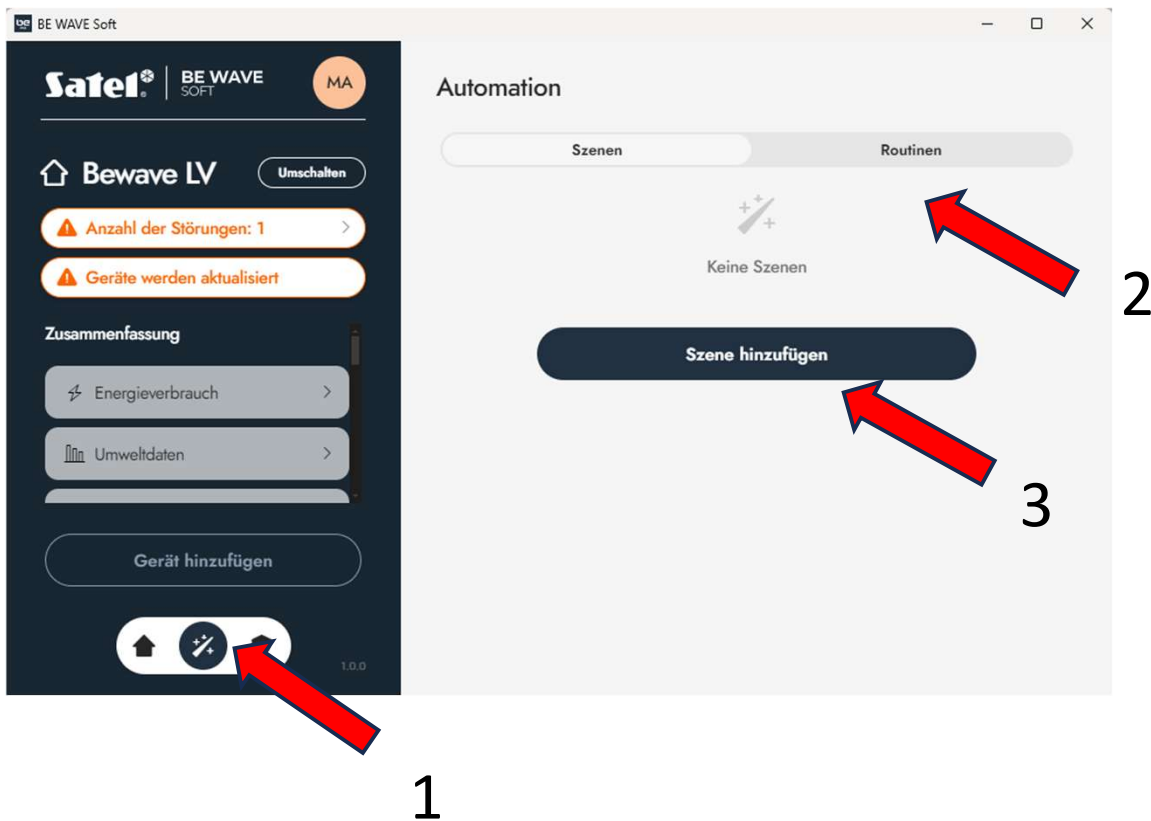 BE WAVE Soft
Satel®
BE WAVE
SOFT
MA
Bewave LV
Umschalten
Anzahl der Störungen: 1
Geräte werden aktualisiert
Zusammenfassung
Energieverbrauch
Umweltdaten
Gerät hinzufügen
1.0.0
Automation
Szenen
Routinen
Keine Szenen
Szene hinzufügen
2
3
1